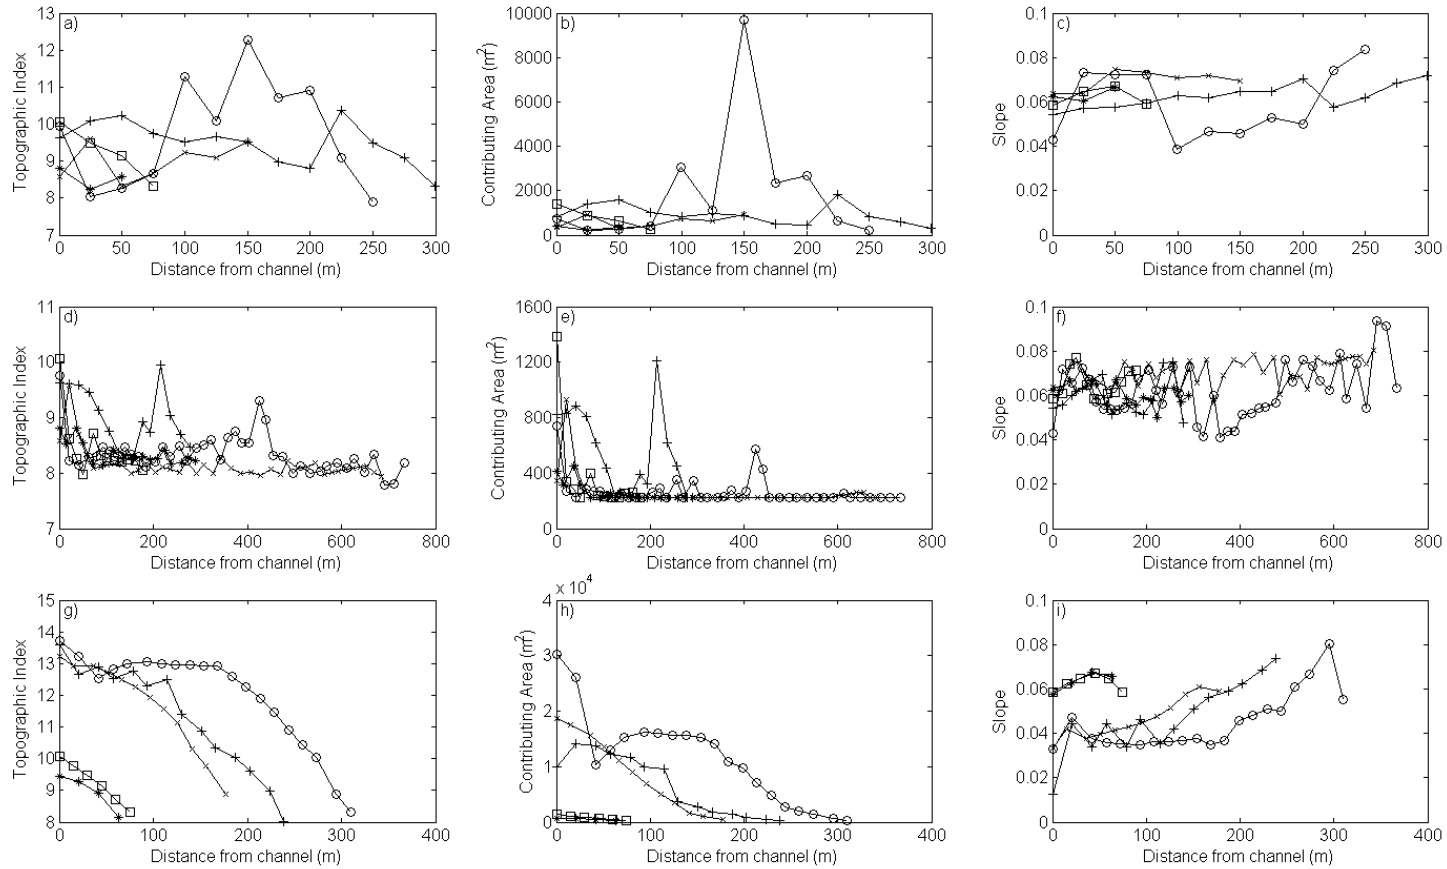 a)
Topographic Index
13
12
11
10
9
8
7
0 50 100 150 200 250 300
Distance from channel (m)
b)
Contributing Area (m²)
10000
8000
6000
4000
2000
0
0 50 100 150 200 250 300
Distance from channel (m)
c)
Slope
0.1
0.08
0.06
0.04
0.02
0
0 50 100 150 200 250 300
Distance from channel (m)
d)
Topographic Index
11
10
9
8
7
0 200 400 600 800
Distance from channel (m)
e)
Contributing Area (m²)
1600
1200
800
400
0
0 200 400 600 800
Distance from channel (m)
f)
Slope
0.1
0.08
0.06
0.04
0.02
0
0 100 200 300 400 500 600 700 800
Distance from channel (m)
g)
Topographic Index
15
14
13
12
11
10
9
8
0 100 200 300 400
Distance from channel (m)
x 10⁴
h)
Contributing Area (m²)
4
3
2
1
0
0 100 200 300 400
Distance from channel (m)
i)
Slope
0.1
0.08
0.06
0.04
0.02
0
0 100 200 300 400
Distance from channel (m)